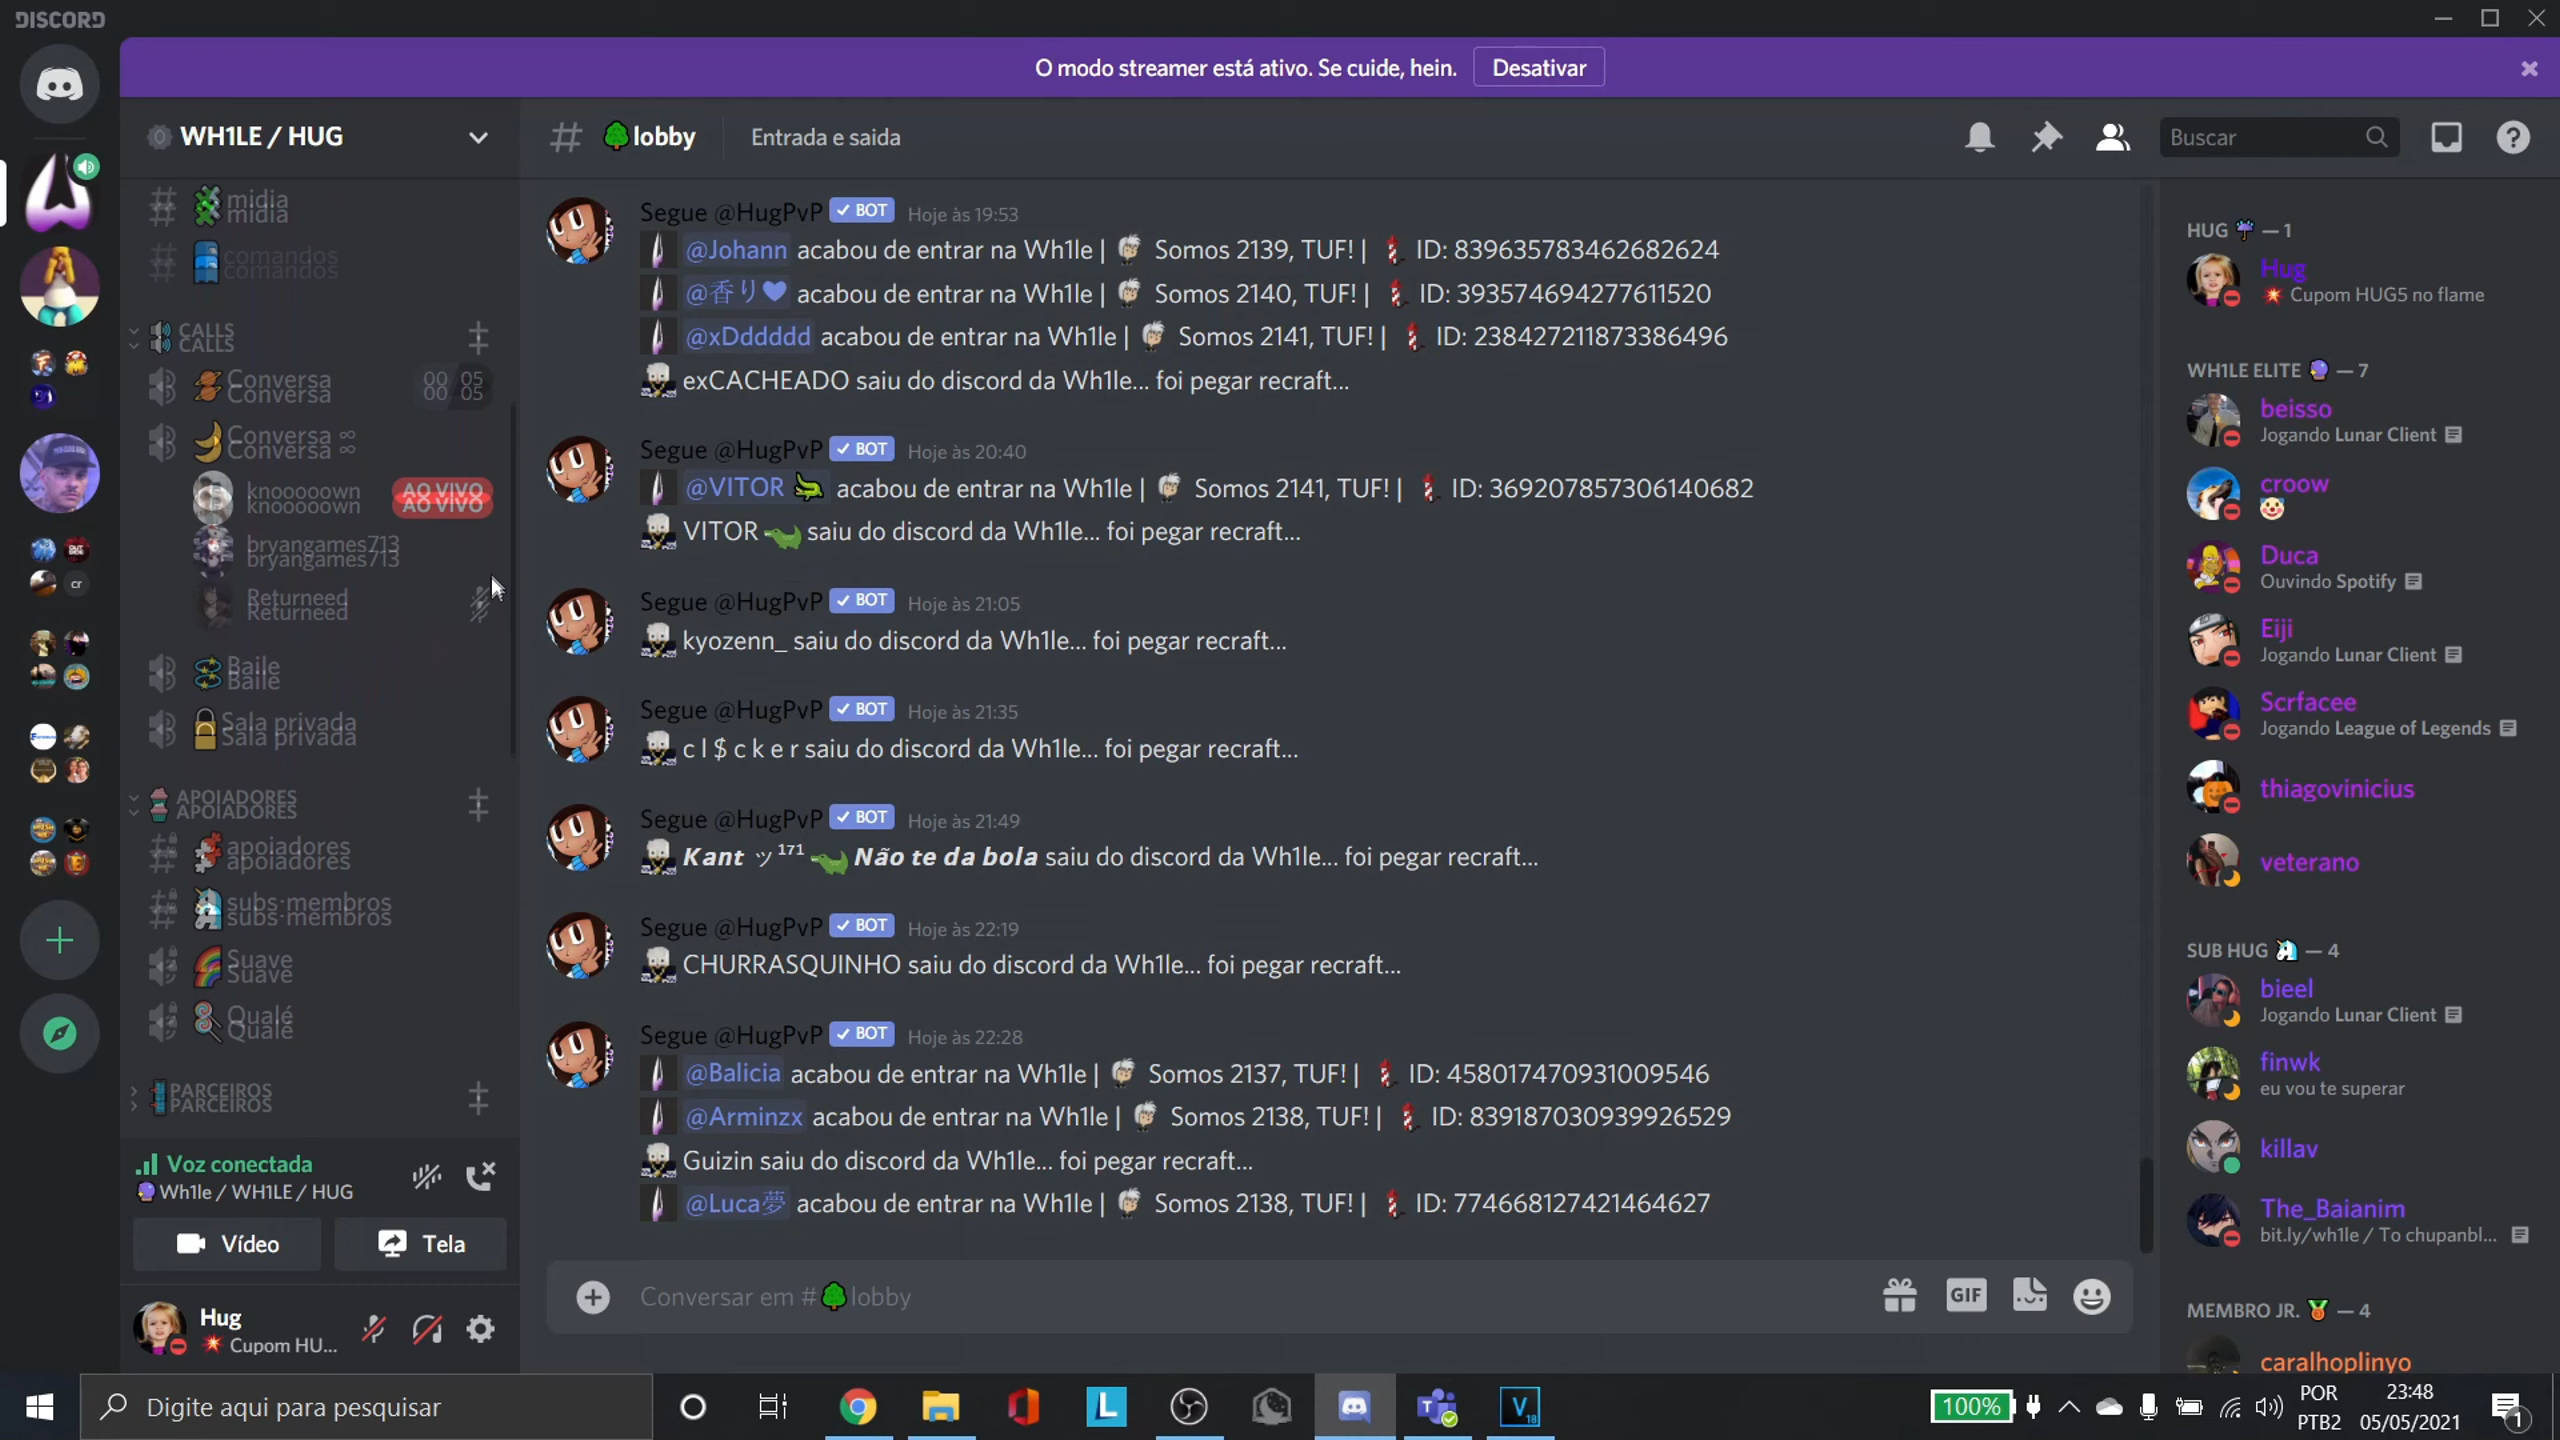 DISCORD
O modo streamer está ativo. Se cuide, hein.
Desativar
WH1LE / HUG
lobby
Entrada e saida
Buscar
midia
comandos
CALLS
Conversa 00 05
Conversa ∞
knooooown AO VIVO
bryangames713
Returneed
Baile
Sala privada
APOIADORES
apoiadores
subs·membros
Suave
Qualé
PARCEIROS
Voz conectada
Wh1le / WH1LE / HUG
Vídeo
Tela
Hug
Cupom HU...
cr
Segue @HugPvP BOT Hoje às 19:53
@Johann acabou de entrar na Wh1le | Somos 2139, TUF! | ID: 839635783462682624
@香り acabou de entrar na Wh1le | Somos 2140, TUF! | ID: 393574694277611520
@xDddddd acabou de entrar na Wh1le | Somos 2141, TUF! | ID: 238427211873386496
exCACHEADO saiu do discord da Wh1le... foi pegar recraft...
Segue @HugPvP BOT Hoje às 20:40
@VITOR acabou de entrar na Wh1le | Somos 2141, TUF! | ID: 369207857306140682
VITOR saiu do discord da Wh1le... foi pegar recraft...
Segue @HugPvP BOT Hoje às 21:05
kyozenn_ saiu do discord da Wh1le... foi pegar recraft...
Segue @HugPvP BOT Hoje às 21:35
c l $ c k e r saiu do discord da Wh1le... foi pegar recraft...
Segue @HugPvP BOT Hoje às 21:49
Kant ッ¹⁷¹ Não te da bola saiu do discord da Wh1le... foi pegar recraft...
Segue @HugPvP BOT Hoje às 22:19
CHURRASQUINHO saiu do discord da Wh1le... foi pegar recraft...
Segue @HugPvP BOT Hoje às 22:28
@Balicia acabou de entrar na Wh1le | Somos 2137, TUF! | ID: 458017470931009546
@Arminzx acabou de entrar na Wh1le | Somos 2138, TUF! | ID: 839187030939926529
Guizin saiu do discord da Wh1le... foi pegar recraft...
@Luca夢 acabou de entrar na Wh1le | Somos 2138, TUF! | ID: 774668127421464627
Conversar em # lobby
GIF
HUG — 1
Hug
Cupom HUG5 no flame
WH1LE ELITE — 7
beisso
Jogando Lunar Client
croow
Duca
Ouvindo Spotify
Eiji
Jogando Lunar Client
Scrfacee
Jogando League of Legends
thiagovinicius
veterano
SUB HUG — 4
bieel
Jogando Lunar Client
finwk
eu vou te superar
killav
The_Baianim
bit.ly/wh1le / To chupanbl...
MEMBRO JR. — 4
caralhoplinyo
Digite aqui para pesquisar
L
V
18
100%
POR
PTB2
23:48
05/05/2021
1